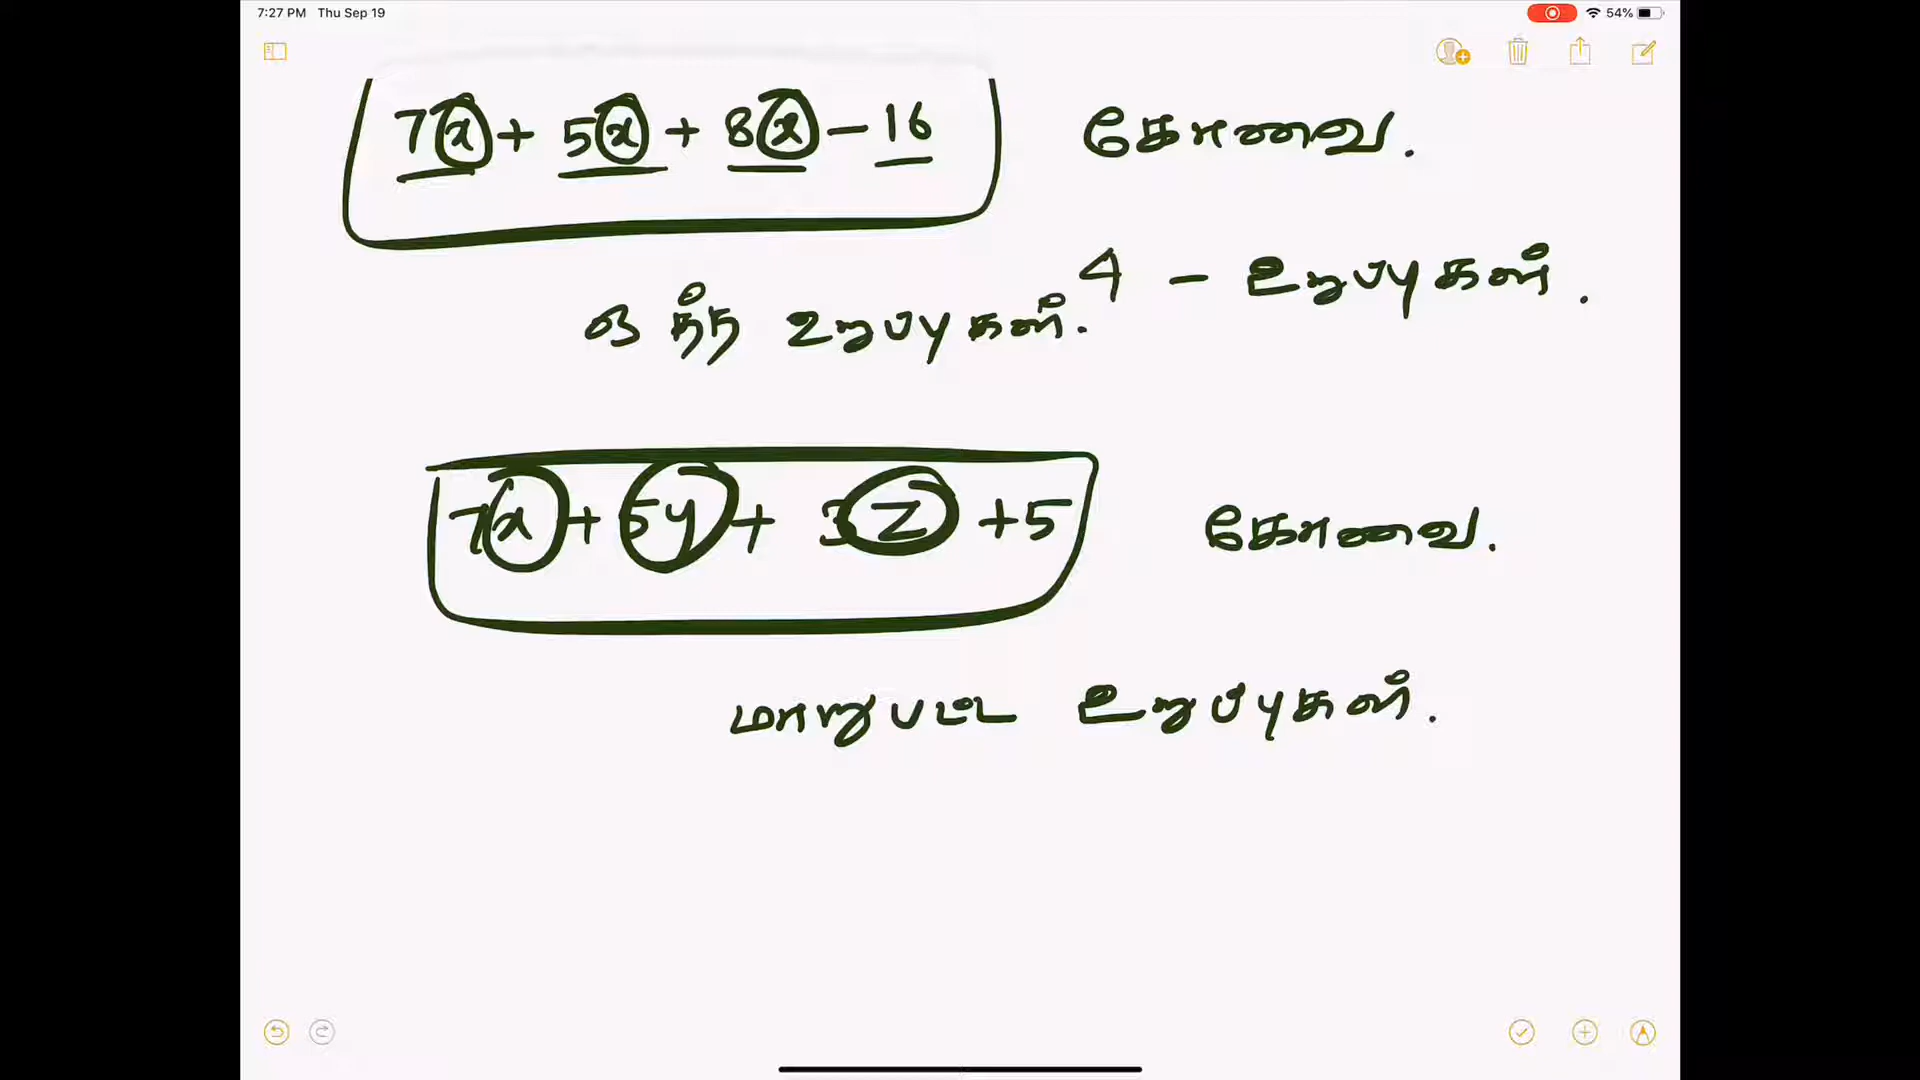 7:27 PM Thu Sep 19 54%
7x + 5x + 8x - 16 கோவை.
4 - உறுப்புகள்.
ஒத்த உறுப்புகள்.
7x + 5y + 3z + 5 கோவை.
மாறுபட்ட உறுப்புகள்.